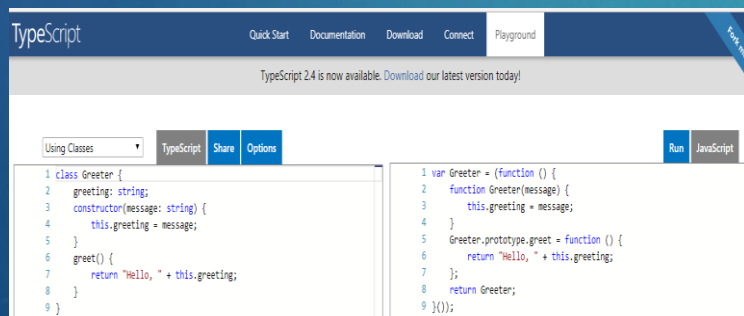 TypeScript
Quick Start Documentation Download Connect Playground
Fork me
TypeScript 2.4 is now available. Download our latest version today!
Using Classes TypeScript Share Options
Run JavaScript
1 class Greeter {
2 greeting: string;
3 constructor(message: string) {
4 this.greeting = message;
5 }
6 greet() {
7 return "Hello, " + this.greeting;
8 }
9 }
1 var Greeter = (function () {
2 function Greeter(message) {
3 this.greeting = message;
4 }
5 Greeter.prototype.greet = function () {
6 return "Hello, " + this.greeting;
7 };
8 return Greeter;
9 }());